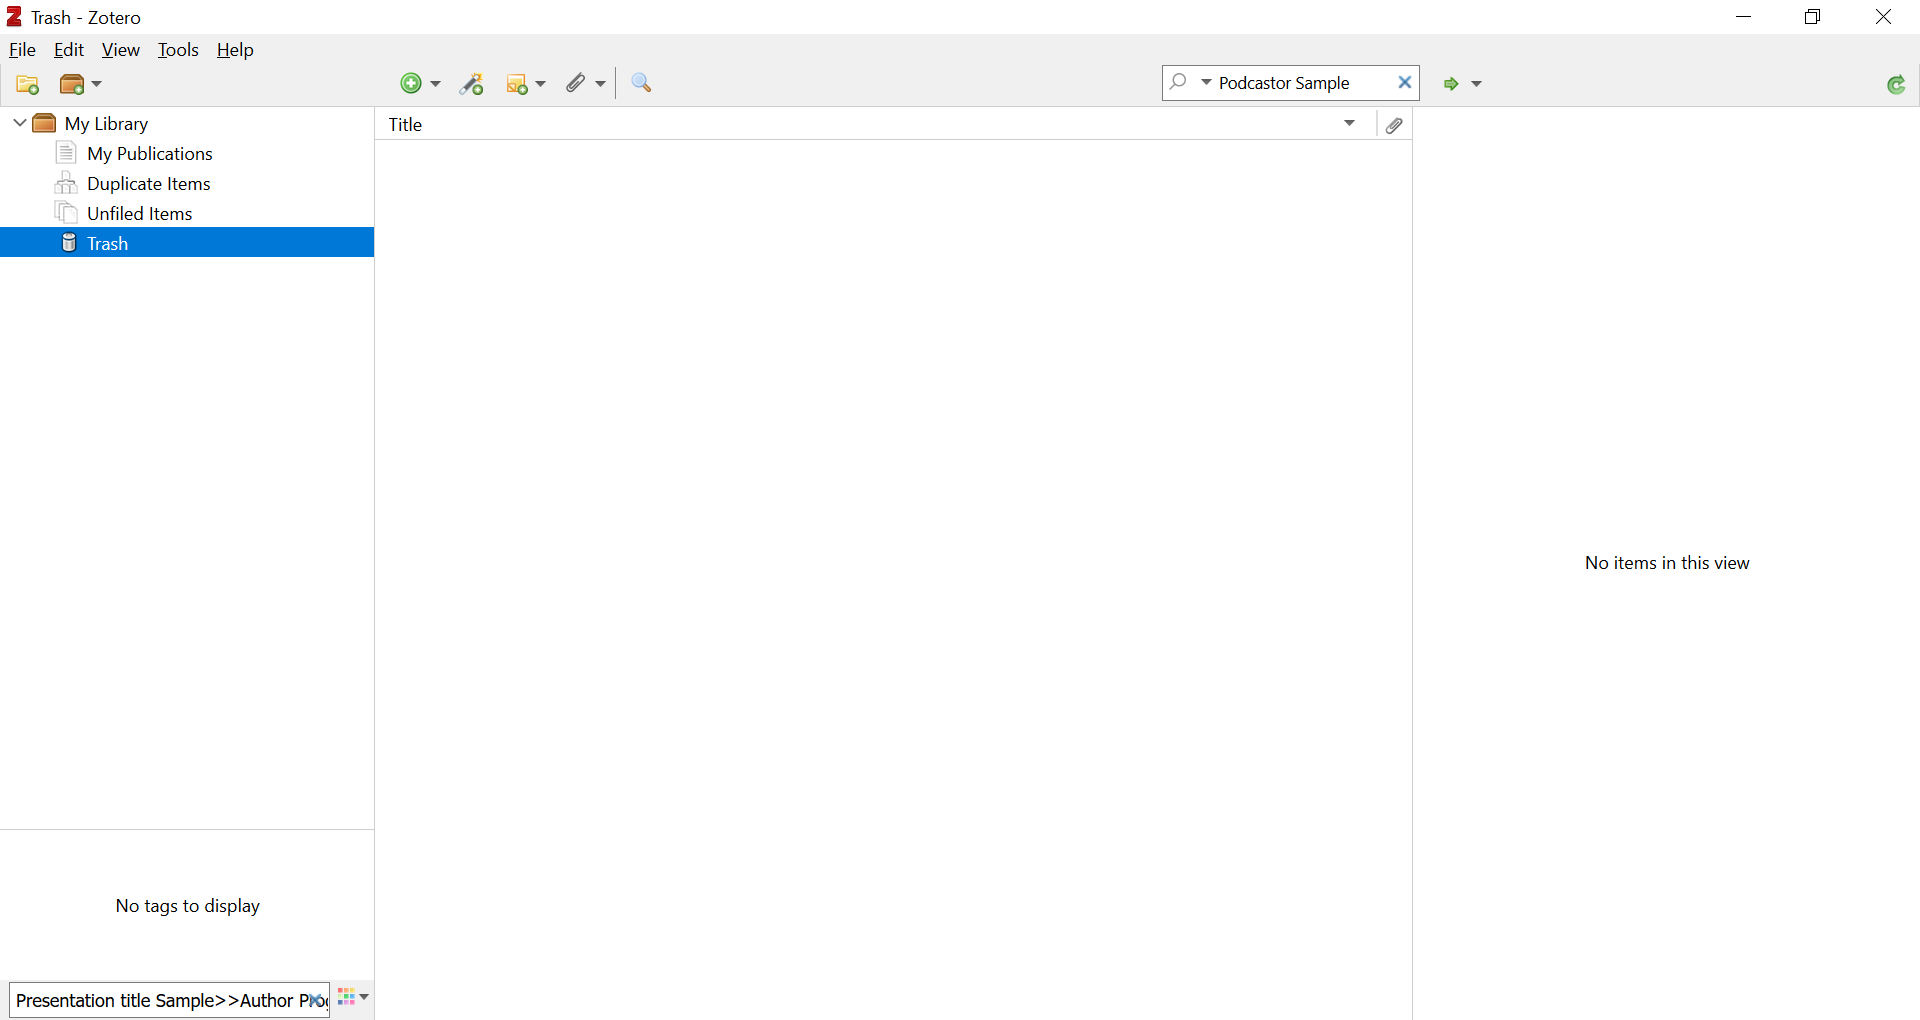 Trash - Zotero
File Edit View Tools Help
Podcastor Sample
My Library
My Publications
Duplicate Items
Unfiled Items
Trash
Title
No items in this view
No tags to display
Presentation title Sample>>Author